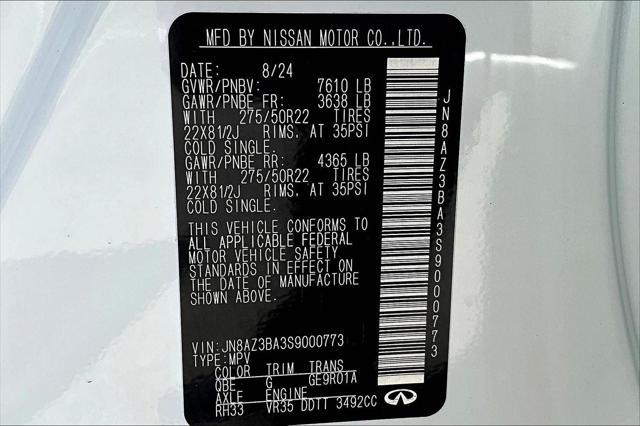 MFD BY NISSAN MOTOR CO.,LTD.
DATE: 8/24
GVWR/PNBV: 7610 LB
GAWR/PNBE FR: 3638 LB
WITH 275/50R22 TIRES
22X81/2J RIMS, AT 35PSI
COLD SINGLE.
GAWR/PNBE RR: 4365 LB
WITH 275/50R22 TIRES
22X81/2J RIMS, AT 35PSI
COLD SINGLE.
THIS VEHICLE CONFORMS TO
ALL APPLICABLE FEDERAL
MOTOR VEHICLE SAFETY
STANDARDS IN EFFECT ON
THE DATE OF MANUFACTURE
SHOWN ABOVE.
VIN: JN8AZ3BA3S9000773
TYPE: MPV
COLOR TRIM TRANS
QBE G GE9R01A
AXLE ENGINE
RH33 VR35 DDTT 3492CC
JN8AZ3BA3S9000773